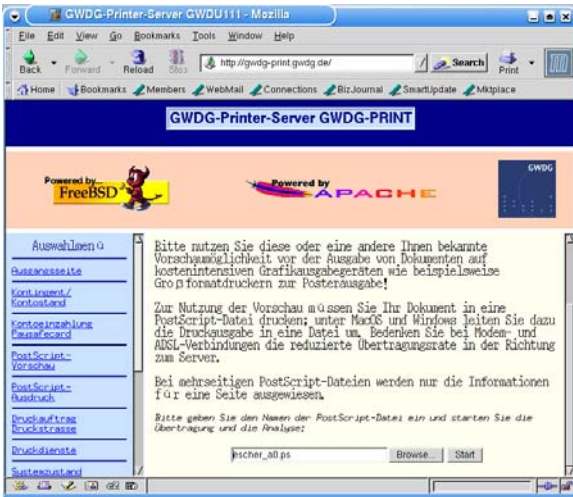 GWDG-Printer-Server GWDU111 - Mozilla
File Edit View Go Bookmarks Tools Window Help
Back Forward Reload Stop http://gwdg-print.gwdg.de/ Search Print
Home Bookmarks Members WebMail Connections BizJournal SmartUpdate Mktplace
GWDG-Printer-Server GWDG-PRINT
Powered by...
FreeBSD
Powered by
APACHE
GWDG
Auswahlmenü
Ausgangsseite
Kontingent/
Kontostand
Kontoeinzahlung
Pausafecard
PostScript-
Vorschau
PostScript-
Ausdruck
Druckauftrag
Druckstrasse
Druckdienste
Systemzustand
Bitte nutzen Sie diese oder eine andere Ihnen bekannte
Vorschaumöglichkeit vor der Ausgabe von Dokumenten auf
kostenintensiven Grafikausgabegeräten wie beispielsweise
Großformatdruckern zur Posterausgabe!
Zur Nutzung der Vorschau müssen Sie Ihr Dokument in eine
PostScript-Datei drucken; unter MacOS und Windows leiten Sie dazu
die Druckausgabe in eine Datei um. Bedenken Sie bei Modem- und
ADSL-Verbindungen die reduzierte Übertragungsrate in der Richtung
zum Server.
Bei mehrseitigen PostScript-Dateien werden nur die Informationen
für eine Seite ausgewiesen.
Bitte geben Sie den Namen der PostScript-Datei ein und starten Sie die
Übertragung und die Analyse:
escher_a0.ps Browse... Start